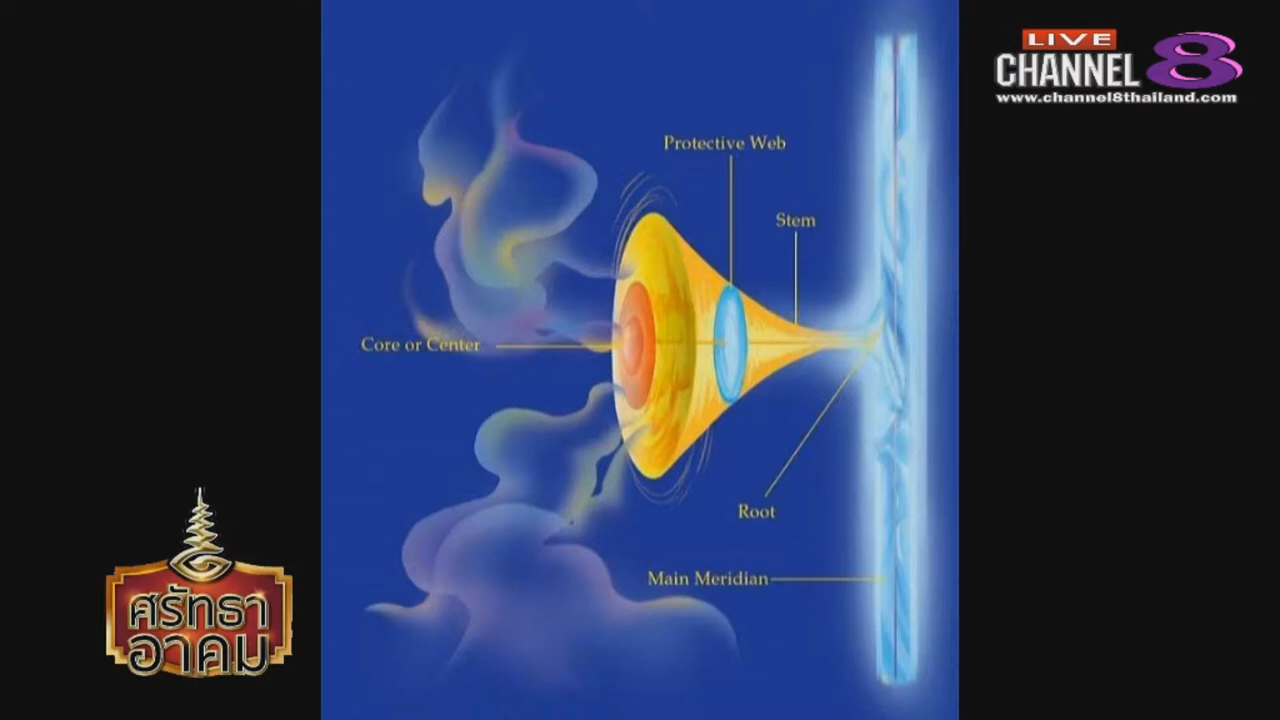 LIVE
CHANNEL 8
www.channel8thailand.com
Protective Web
Stem
Core or Center
Root
Main Meridian
ศรัทธา
อาคม